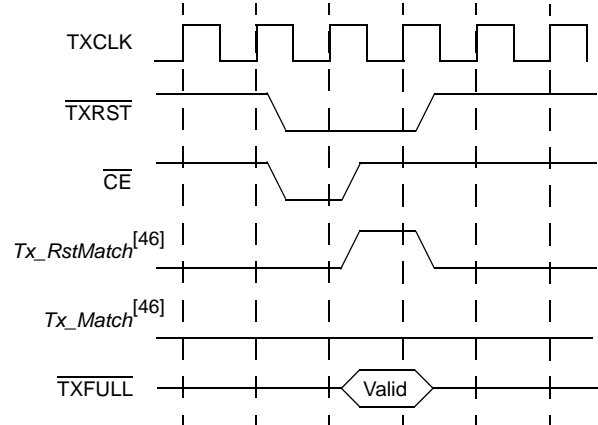 TXCLK
TXRST
CE
Tx_RstMatch[46]
Tx_Match[46]
TXFULL
Valid